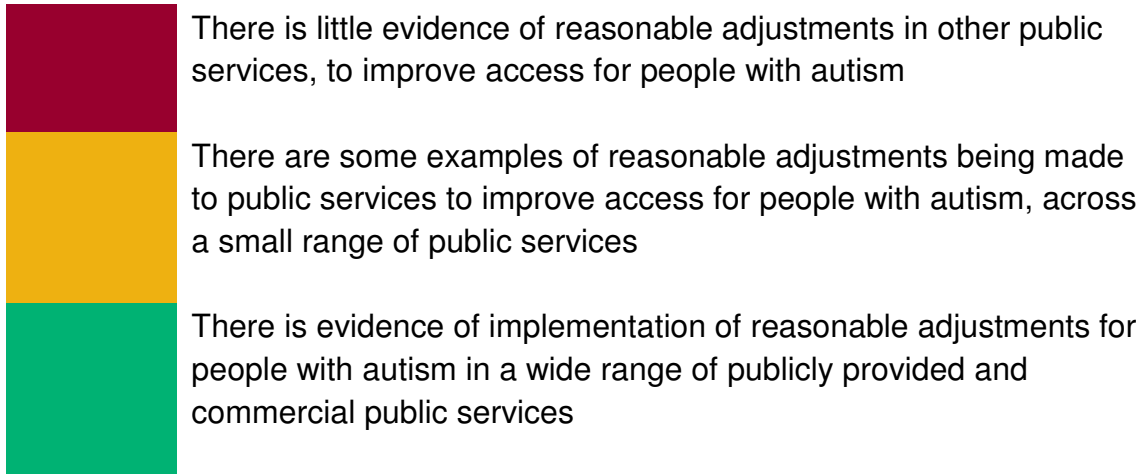 There is little evidence of reasonable adjustments in other public
services, to improve access for people with autism
There are some examples of reasonable adjustments being made
to public services to improve access for people with autism, across
a small range of public services
There is evidence of implementation of reasonable adjustments for
people with autism in a wide range of publicly provided and
commercial public services